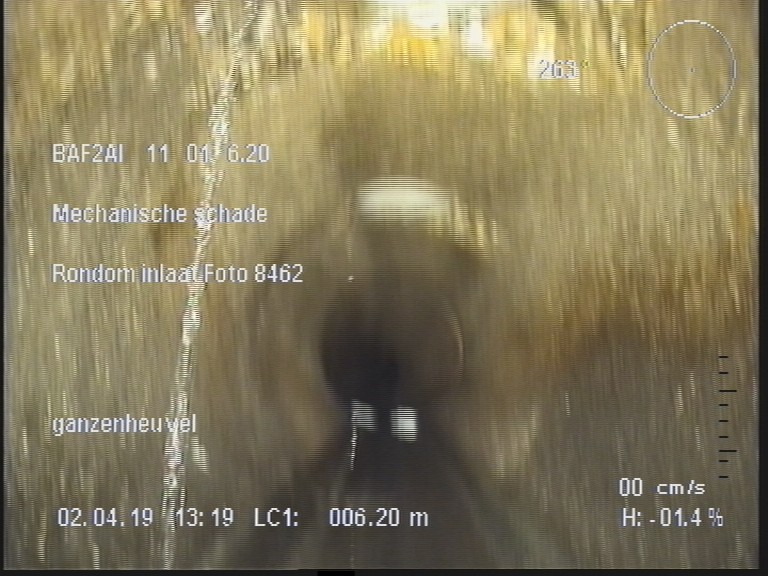 263°
BAF2AI 11 01 6.20
Mechanische schade
Rondom inlaat Foto 8462
ganzenheuvel
00 cm/s
02.04.19 13:19 LC1: 006.20 m H: -01.4 %